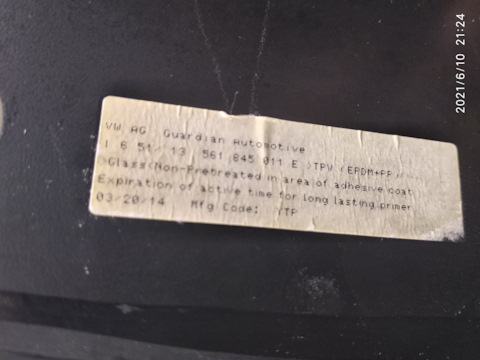 VW AG Guardian Automotive
1 6 51/ 13 561 845 011 E >TPV (EPDM+PP)
>Glass<Non-Pretreated in area of adhesive coat
Expiration of active time for long lasting primer
03/20/14 Mfg Code: YTP
2021/6/10 21:24